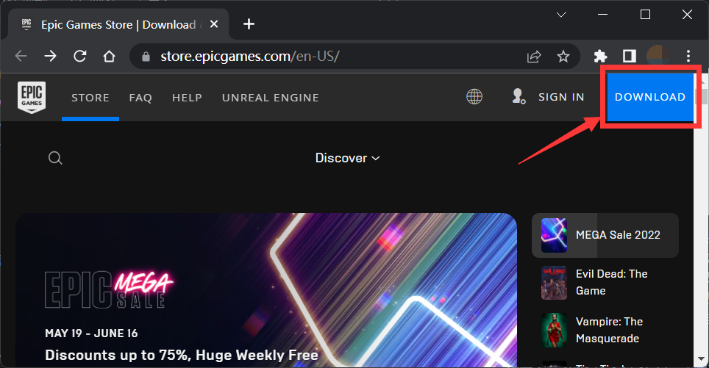 Epic Games Store | Download
store.epicgames.com/en-US/
EPIC
GAMES
STORE FAQ HELP UNREAL ENGINE SIGN IN DOWNLOAD
Discover
EPIC MEGA
SALE
MAY 19 - JUNE 16
Discounts up to 75%, Huge Weekly Free
MEGA Sale 2022
Evil Dead: The
Game
Vampire: The
Masquerade